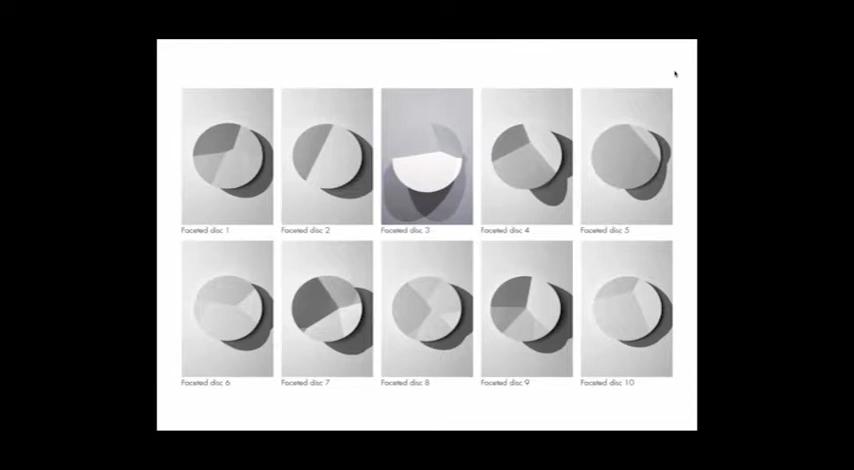 Faceted disc 1
Faceted disc 2
Faceted disc 3
Faceted disc 4
Faceted disc 5
Faceted disc 6
Faceted disc 7
Faceted disc 8
Faceted disc 9
Faceted disc 10